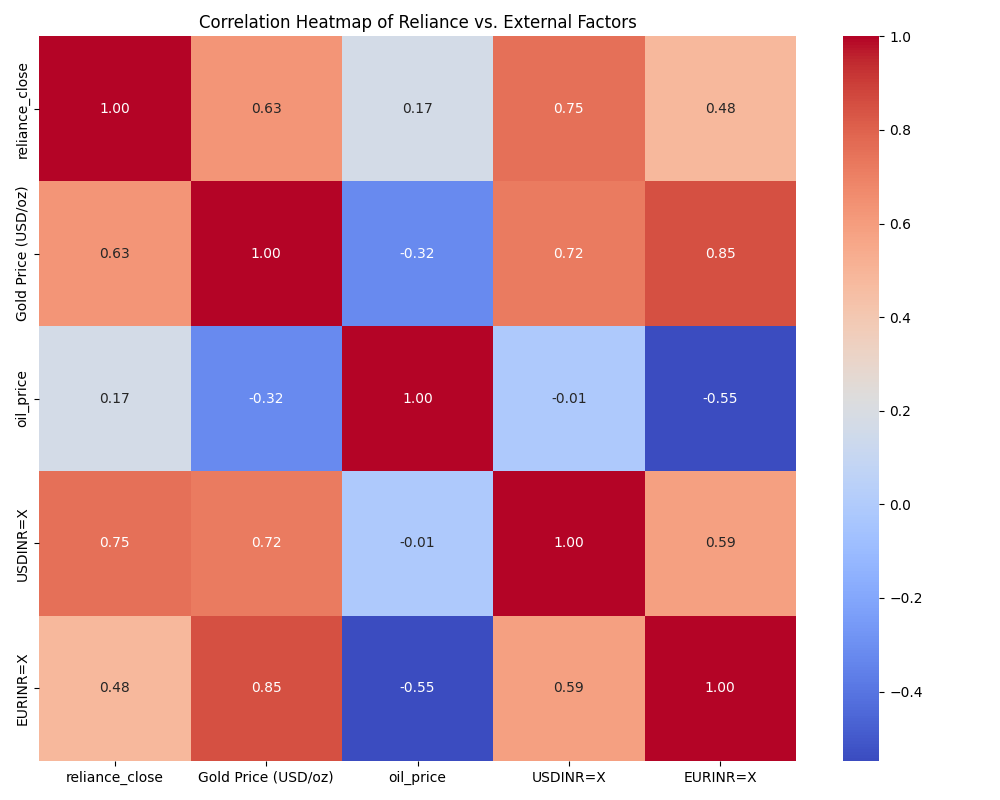 Correlation Heatmap of Reliance vs. External Factors
reliance_close 1.00 0.63 0.17 0.75 0.48
Gold Price (USD/oz) 0.63 1.00 -0.32 0.72 0.85
oil_price 0.17 -0.32 1.00 -0.01 -0.55
USDINR=X 0.75 0.72 -0.01 1.00 0.59
EURINR=X 0.48 0.85 -0.55 0.59 1.00
reliance_close Gold Price (USD/oz) oil_price USDINR=X EURINR=X
1.0
0.8
0.6
0.4
0.2
0.0
−0.2
−0.4